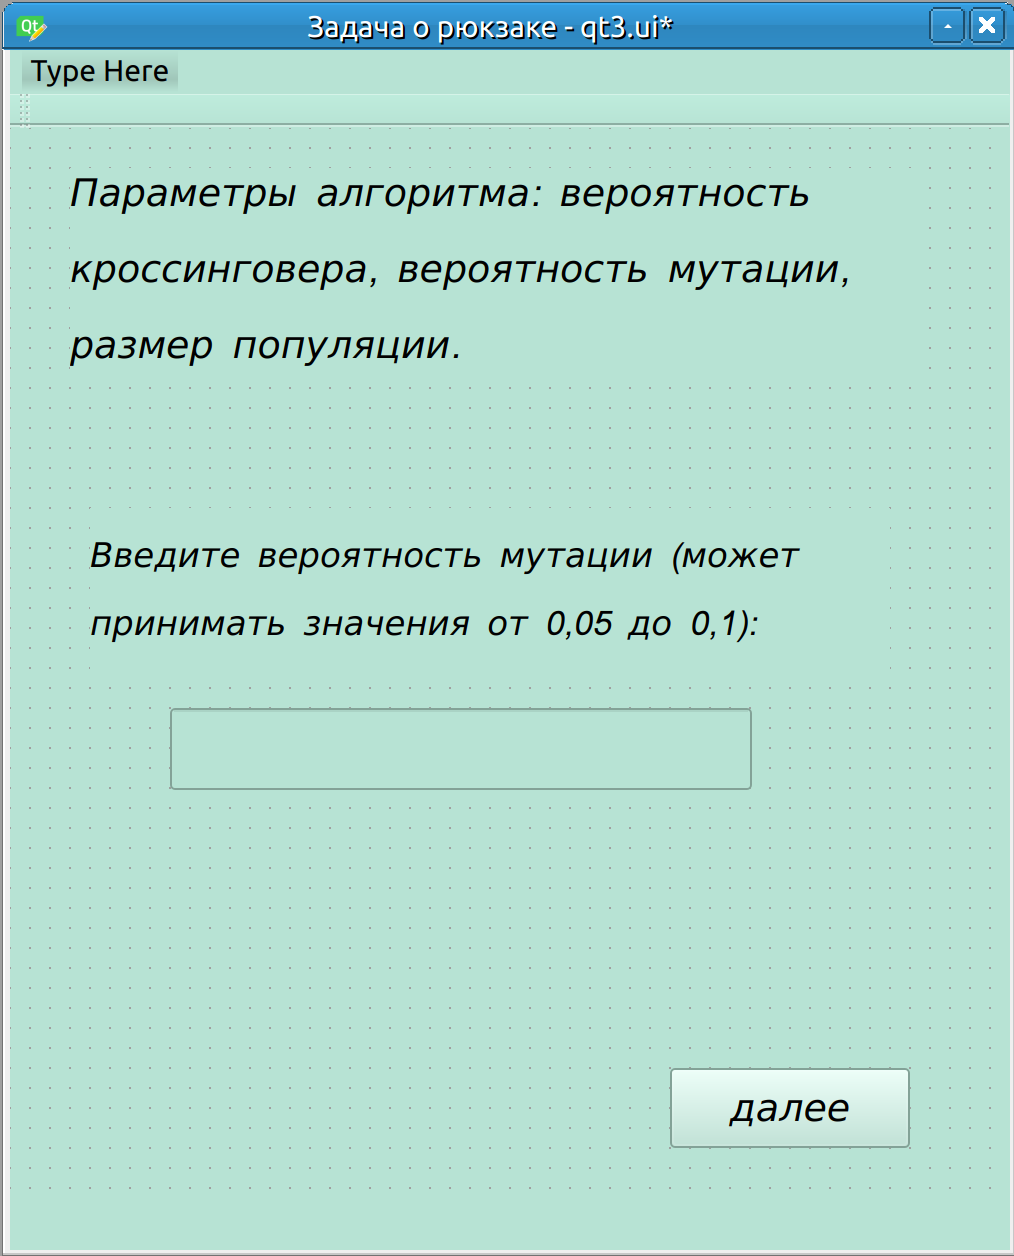 Qt
Задача о рюкзаке - qt3.ui*
Type Here
Параметры алгоритма: вероятность
кроссинговера, вероятность мутации,
размер популяции.
Введите вероятность мутации (может
принимать значения от 0,05 до 0,1):
далее